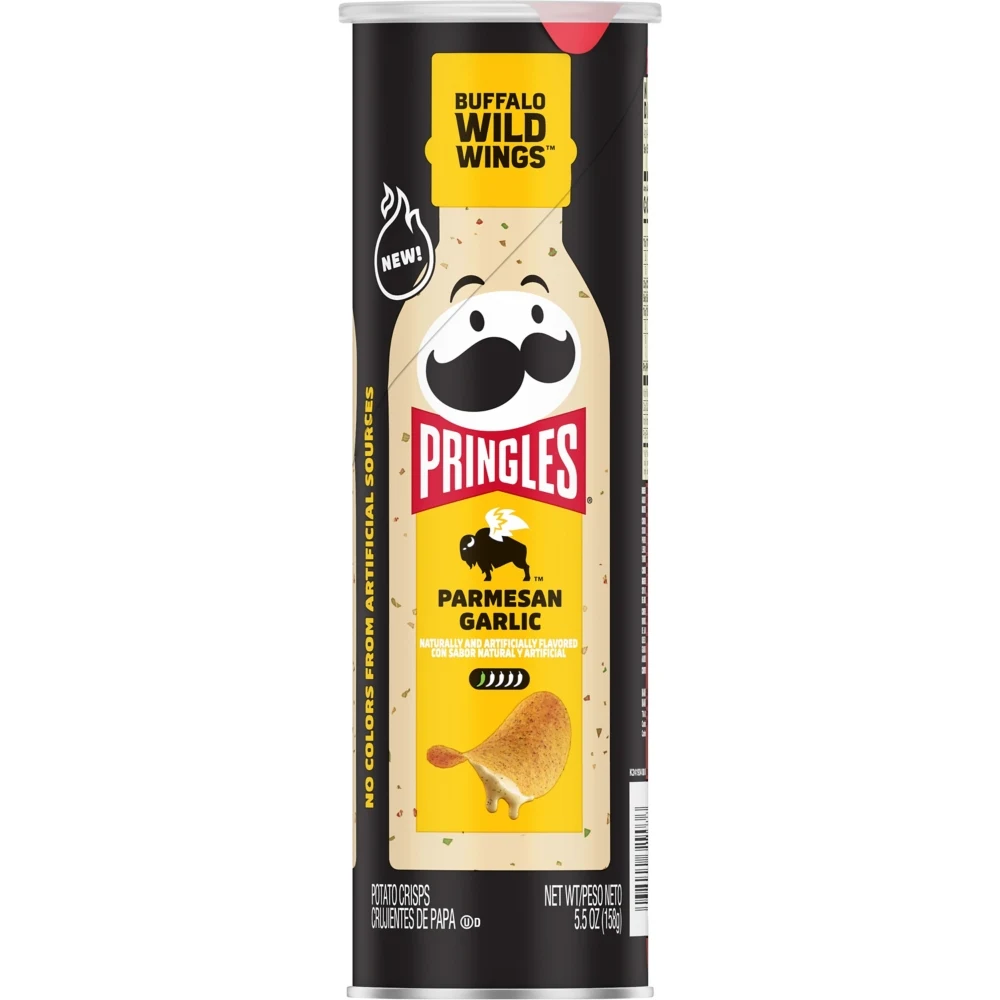 BUFFALO
WILD
WINGS™
NEW!
NO COLORS FROM ARTIFICIAL SOURCES
PRINGLES®
™
PARMESAN
GARLIC
NATURALLY AND ARTIFICIALLY FLAVORED
CON SABOR NATURAL Y ARTIFICIAL
POTATO CRISPS
CRUJIENTES DE PAPA ⓊD
NET WT/PESO NETO
5.5 OZ (158g)